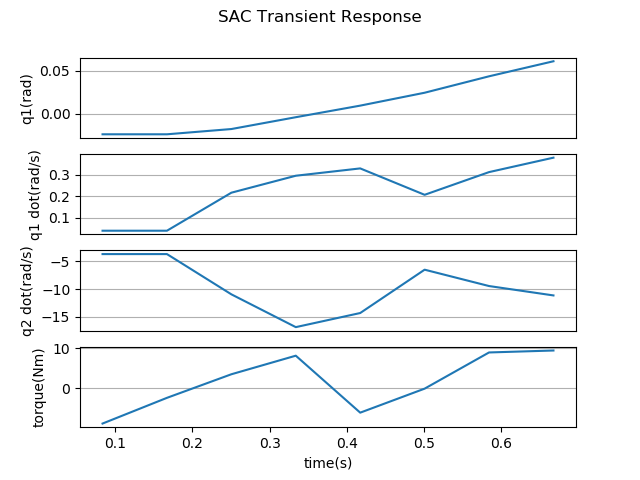 SAC Transient Response
q1(rad)
0.05
0.00
q1 dot(rad/s)
0.3
0.2
0.1
q2 dot(rad/s)
−5
−10
−15
torque(Nm)
10
0
0.1 0.2 0.3 0.4 0.5 0.6
time(s)